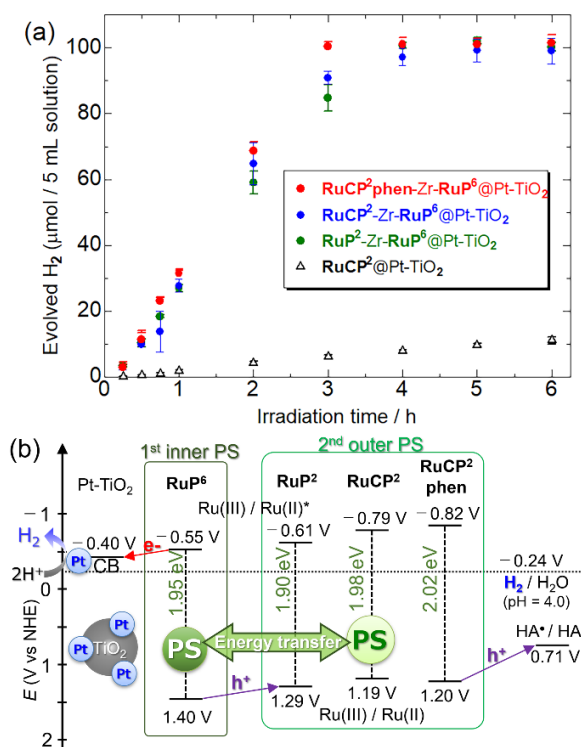 (a)
Evolved H2 (μmol / 5 mL solution)
100
80
60
40
20
0
RuCP2phen-Zr-RuP6@Pt-TiO2
RuCP2-Zr-RuP6@Pt-TiO2
RuP2-Zr-RuP6@Pt-TiO2
RuCP2@Pt-TiO2
0 1 2 3 4 5 6
Irradiation time / h
(b)
1st inner PS
2nd outer PS
Pt-TiO2
RuP6
RuP2
RuCP2
RuCP2
phen
Ru(III) / Ru(II)*
−1
H2
−0.40 V
e-
−0.55 V
−0.61 V
−0.79 V
−0.82 V
Pt
CB
2H+
−0.24 V
H2 / H2O
(pH = 4.0)
0
E (V vs NHE)
1.95 eV
1.90 eV
1.98 eV
2.02 eV
Pt
Pt
Pt
TiO2
PS
Energy transfer
PS
HA• / HA
0.71 V
h+
h+
1
1.40 V
1.29 V
1.19 V
1.20 V
Ru(III) / Ru(II)
2